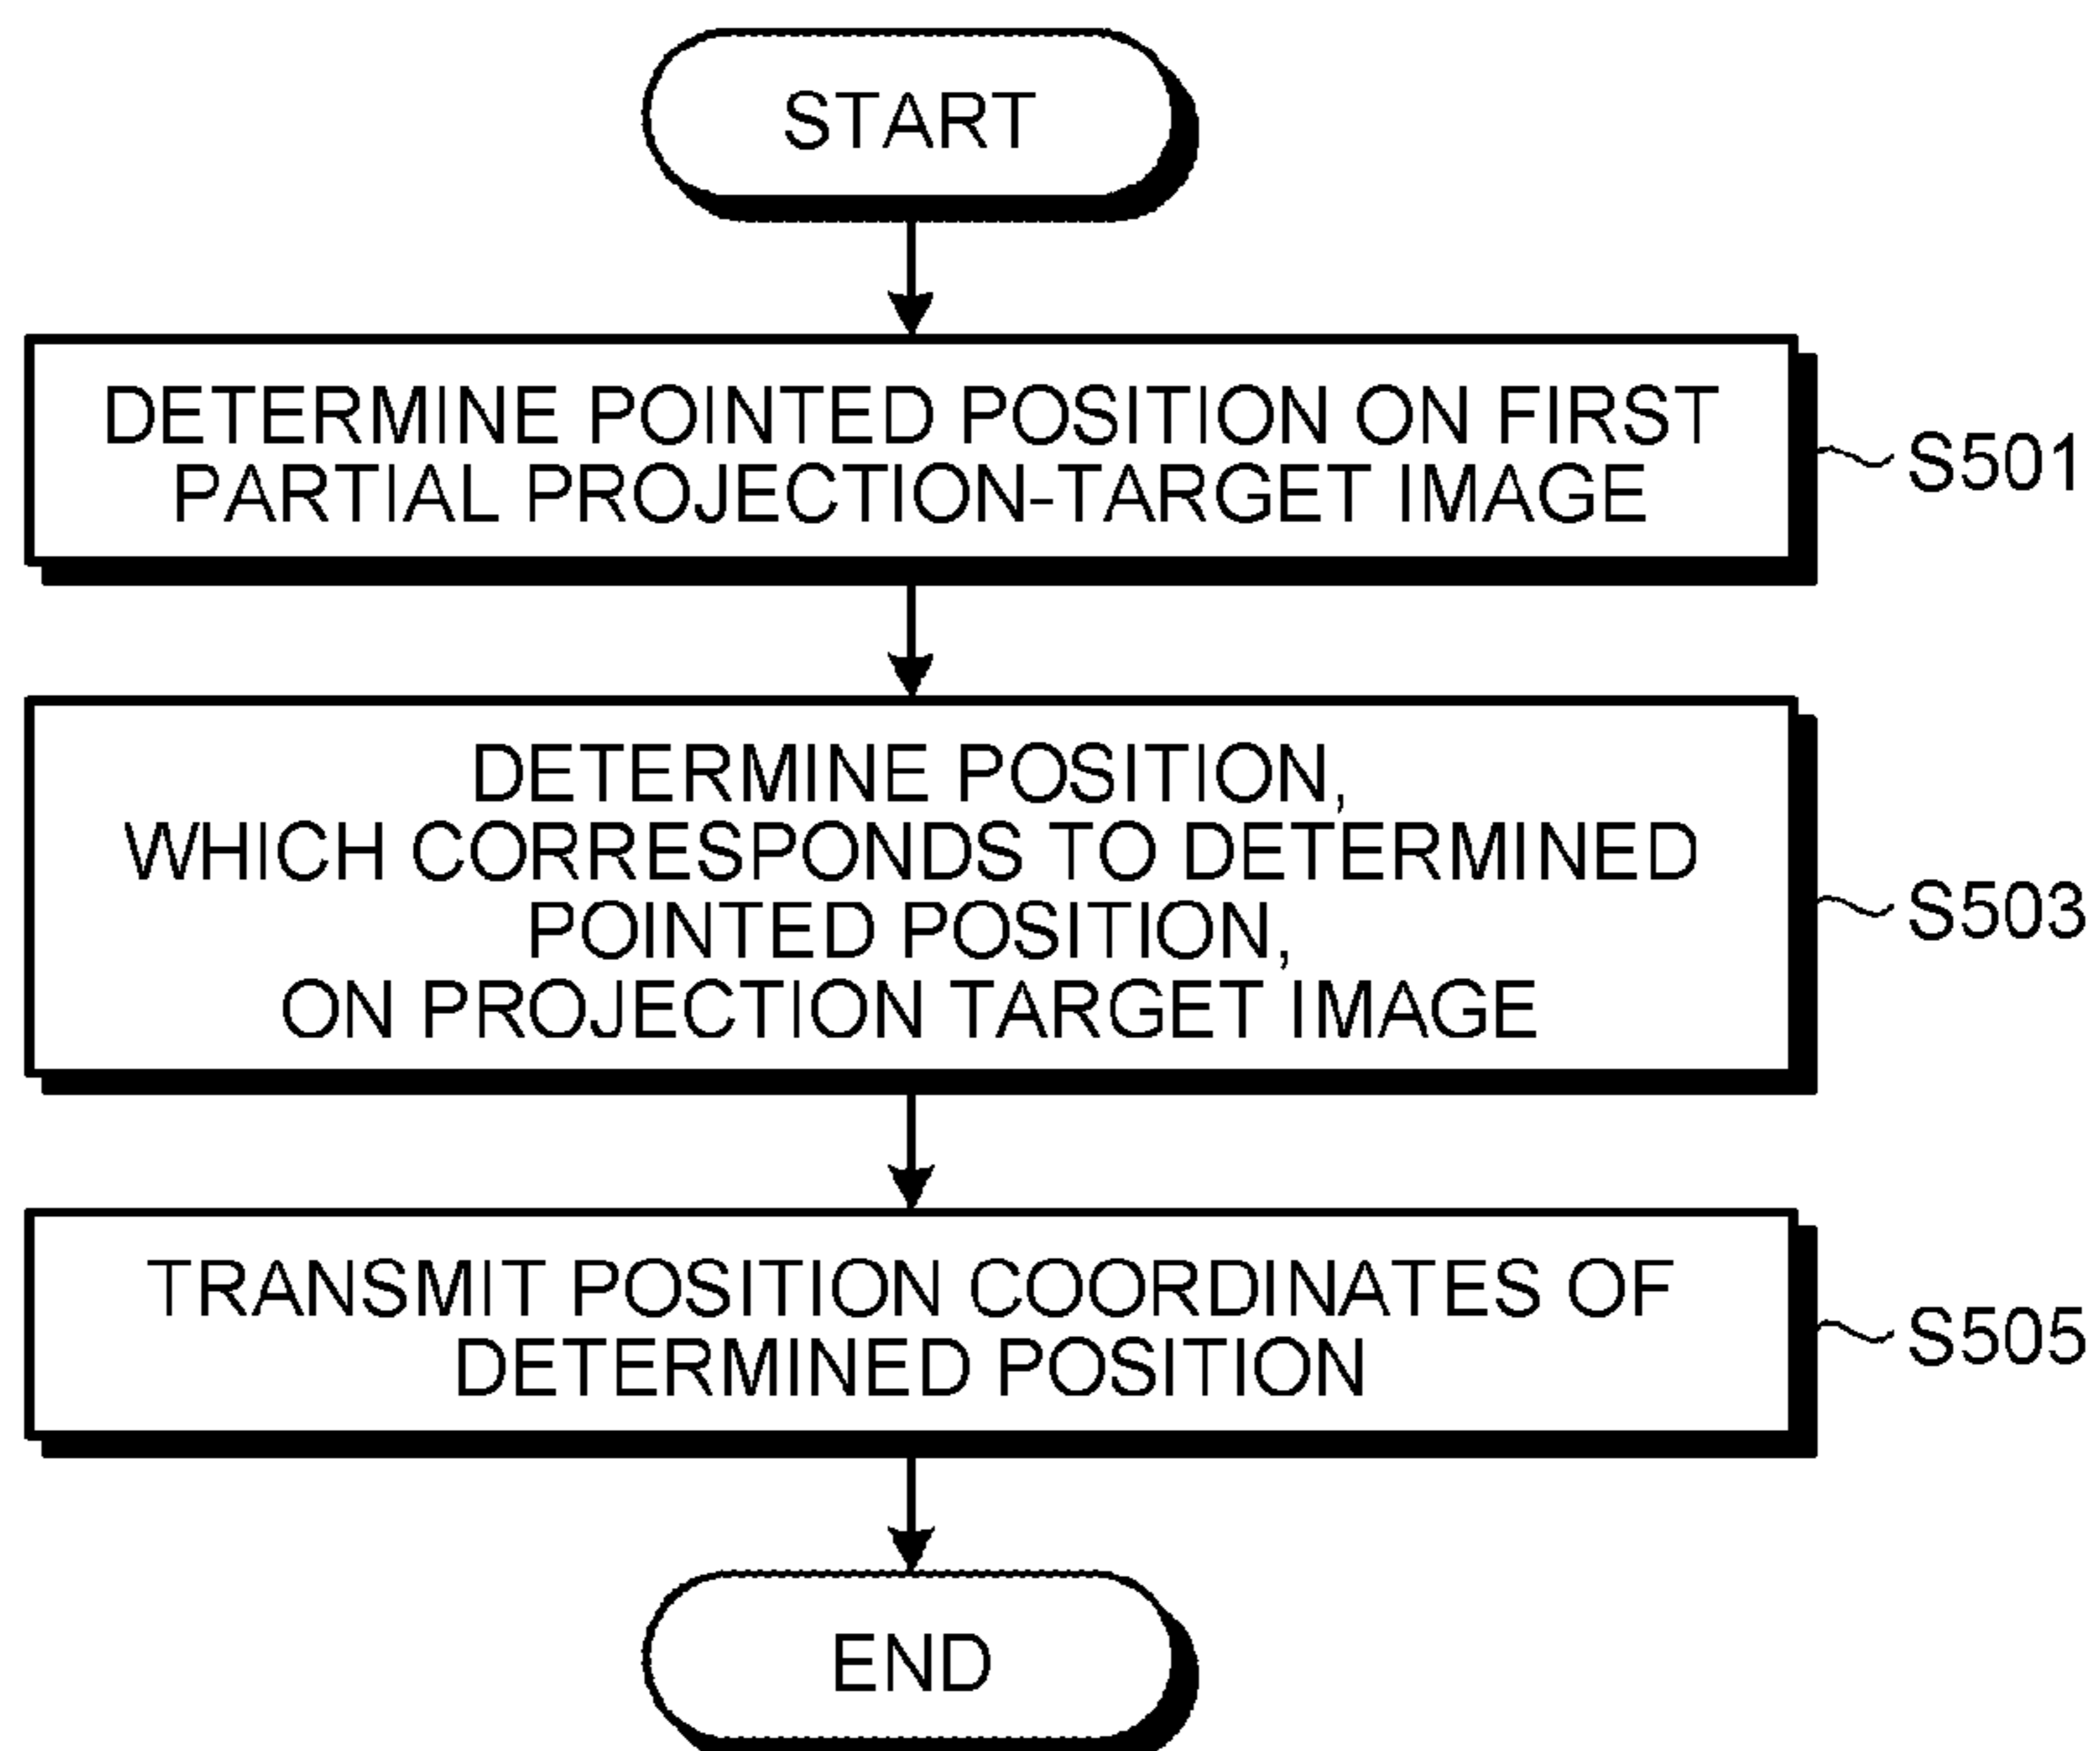 START
DETERMINE POINTED POSITION ON FIRST
PARTIAL PROJECTION-TARGET IMAGE
S501
DETERMINE POSITION,
WHICH CORRESPONDS TO DETERMINED
POINTED POSITION,
ON PROJECTION TARGET IMAGE
S503
TRANSMIT POSITION COORDINATES OF
DETERMINED POSITION
S505
END